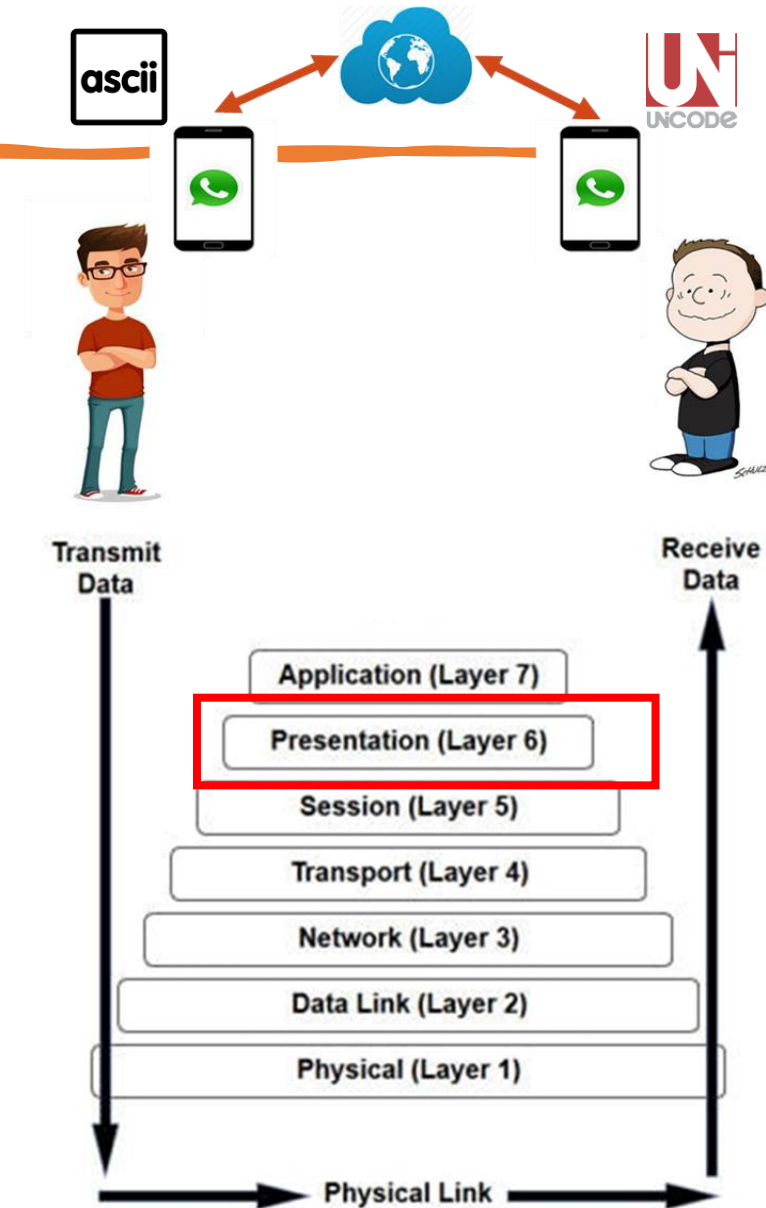 ascii
UNi
UNiCODe
Transmit
Data
Receive
Data
Application (Layer 7)
Presentation (Layer 6)
Session (Layer 5)
Transport (Layer 4)
Network (Layer 3)
Data Link (Layer 2)
Physical (Layer 1)
Physical Link